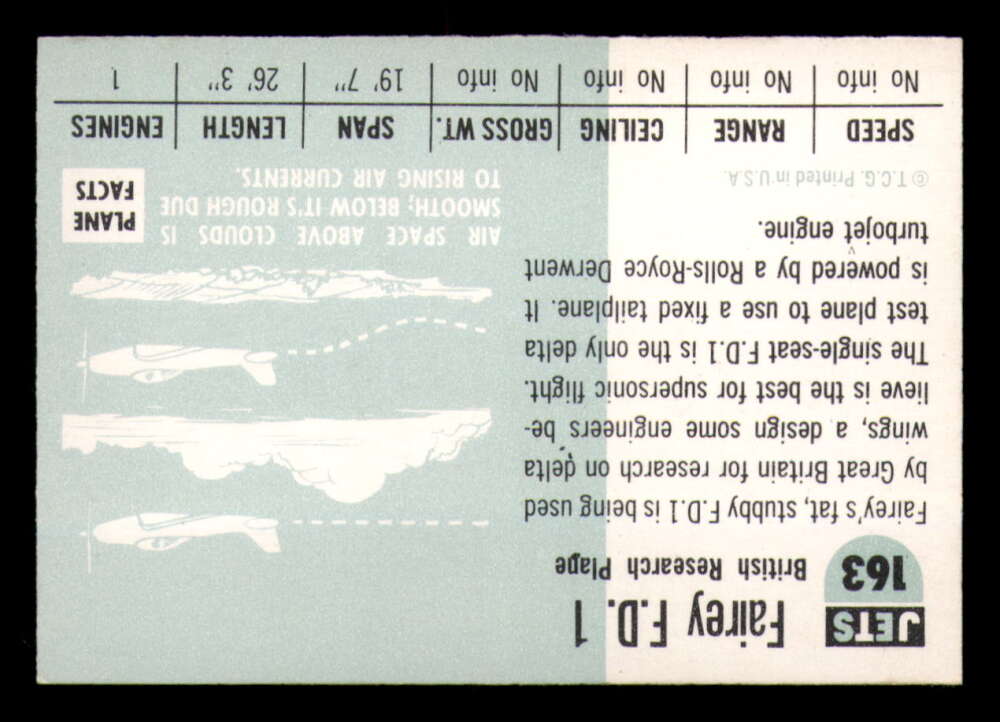 JETS
163
Fairey F.D. 1
British Research Plane
Fairey's fat, stubby F.D.1 is being used
by Great Britain for research on delta
wings, a design some engineers be-
lieve is the best for supersonic flight.
The single-seat F.D.1 is the only delta
test plane to use a fixed tailplane. It
is powered by a Rolls-Royce Derwent
turbojet engine.
© T.C.G. Printed in U.S.A.
AIR SPACE ABOVE CLOUDS IS
SMOOTH; BELOW IT'S ROUGH DUE
TO RISING AIR CURRENTS.
PLANE
FACTS
SPEED RANGE CEILING GROSS WT. SPAN LENGTH ENGINES
No info No info No info No info 19' 7" 26' 3" 1